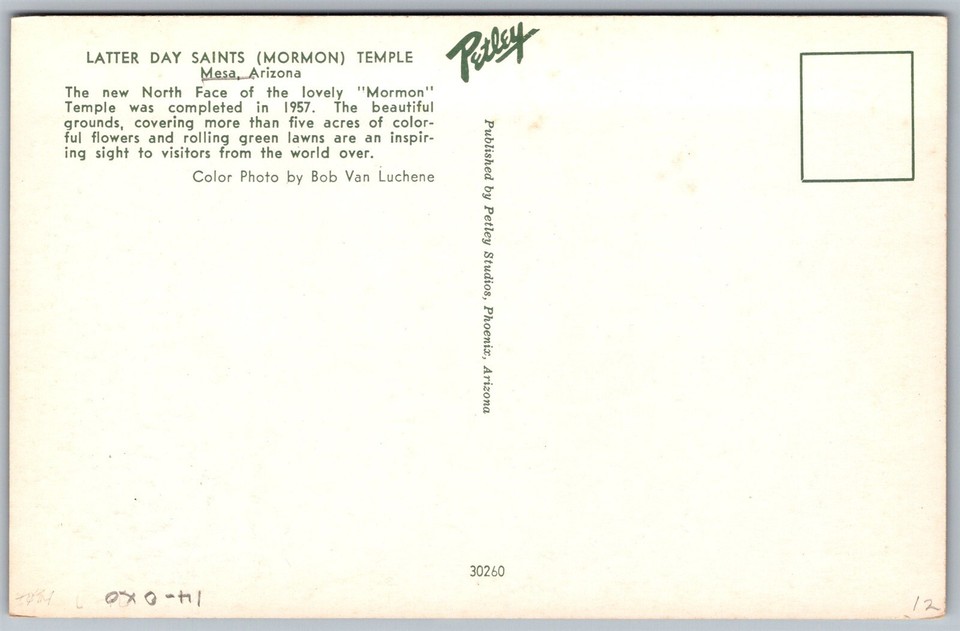 LATTER DAY SAINTS (MORMON) TEMPLE
Mesa, Arizona
The new North Face of the lovely "Mormon"
Temple was completed in 1957. The beautiful
grounds, covering more than five acres of color-
ful flowers and rolling green lawns are an inspir-
ing sight to visitors from the world over.
Color Photo by Bob Van Luchene
Petley
Published by Petley Studios, Phoenix, Arizona
30260
12